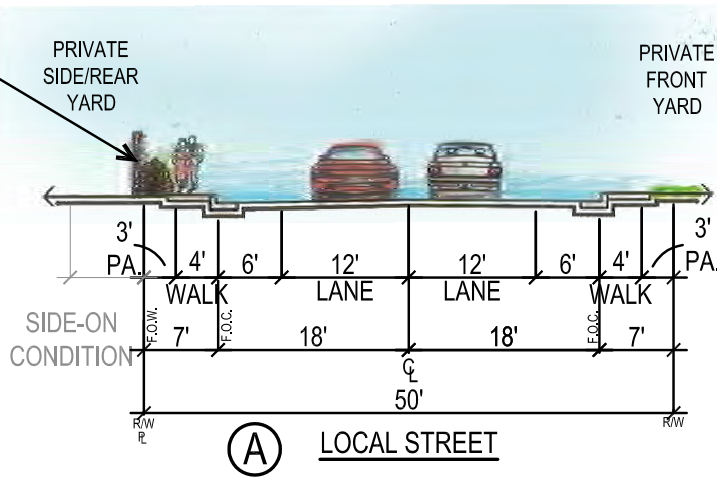 PRIVATE
SIDE/REAR
YARD
PRIVATE
FRONT
YARD
3'
PA.
4'
6'
12'
12'
6'
4'
3'
PA.
WALK
LANE
LANE
WALK
SIDE-ON
CONDITION
F.O.W.
7'
F.O.C.
18'
18'
F.O.C.
7'
℄
50'
R/W
PL
R/W
A
LOCAL STREET